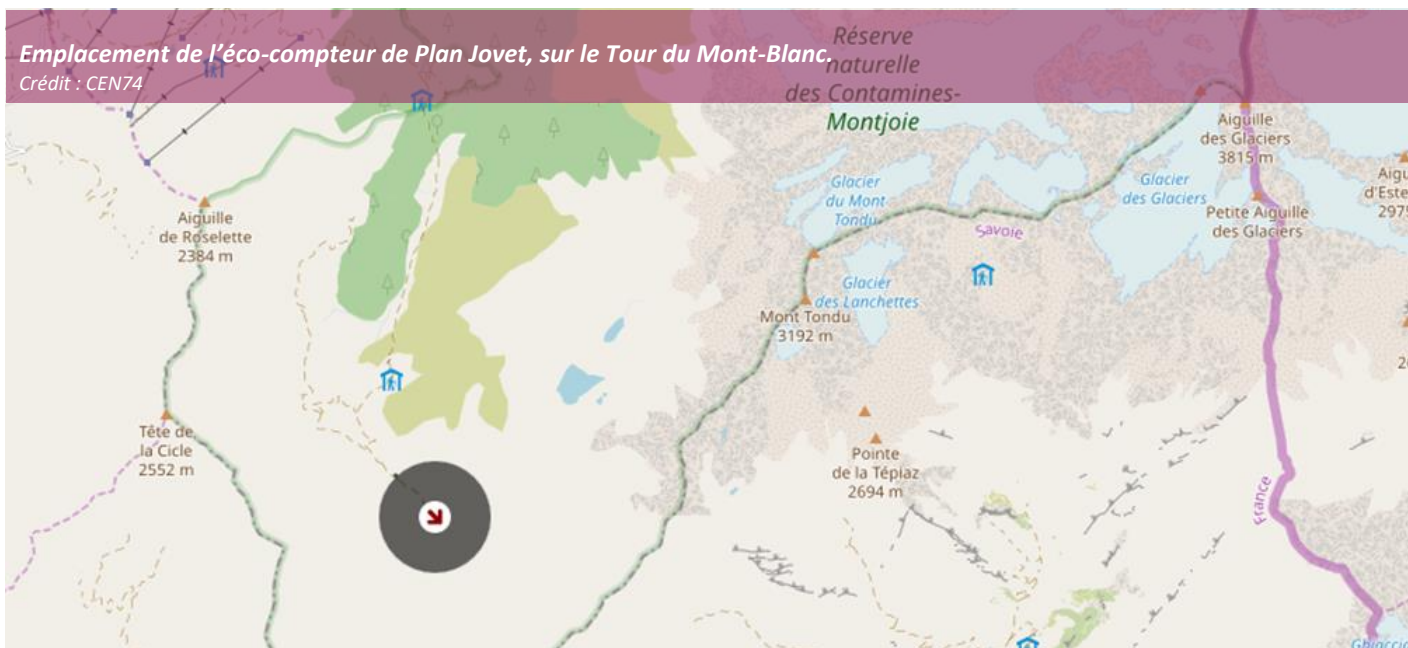 Emplacement de l'éco-compteur de Plan Jovet, sur le Tour du Mont-Blanc.
Crédit : CEN74
Réserve
naturelle
des Contamines-
Montjoie
Aiguille
des Glaciers
3815 m
Glacier
du Mont
Tondu
Glacier
des Glaciers
Petite Aiguille
des Glaciers
Aiguille
de Roselette
2384 m
Savoie
Glacier
des Lanchettes
Mont Tondu
3192 m
Tête de
la Cicle
2552 m
Pointe
de la Tépiaz
2694 m
France